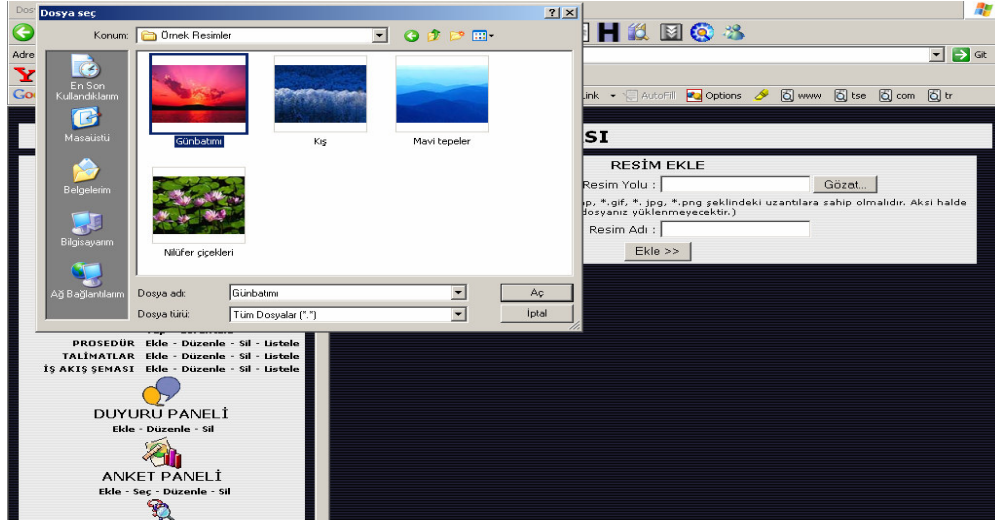 Dosya seç
Konum: Örnek Resimler
En Son
Kullandıklarım
Masaüstü
Belgelerim
Bilgisayarım
Ağ Bağlantılarım
Günbatımı
Kış
Mavi tepeler
Nilüfer çiçekleri
Dosya adı: Günbatımı
Aç
Dosya türü: Tüm Dosyalar (*.*)
İptal
Adre
Git
Go
Link AutoFill Options www tse com tr
SI
RESİM EKLE
Resim Yolu : Gözat...
p, *.gif, *. jpg, *.png şeklindeki uzantılara sahip olmalıdır. Aksi halde
dosyanız yüklenmeyecektir.)
Resim Adı :
Ekle >>
PROSEDÜR Ekle - Düzenle - Sil - Listele
TALİMATLAR Ekle - Düzenle - Sil - Listele
İŞ AKIŞ ŞEMASI Ekle - Düzenle - Sil - Listele
DUYURU PANELİ
Ekle - Düzenle - Sil
ANKET PANELİ
Ekle - Seç - Düzenle - Sil